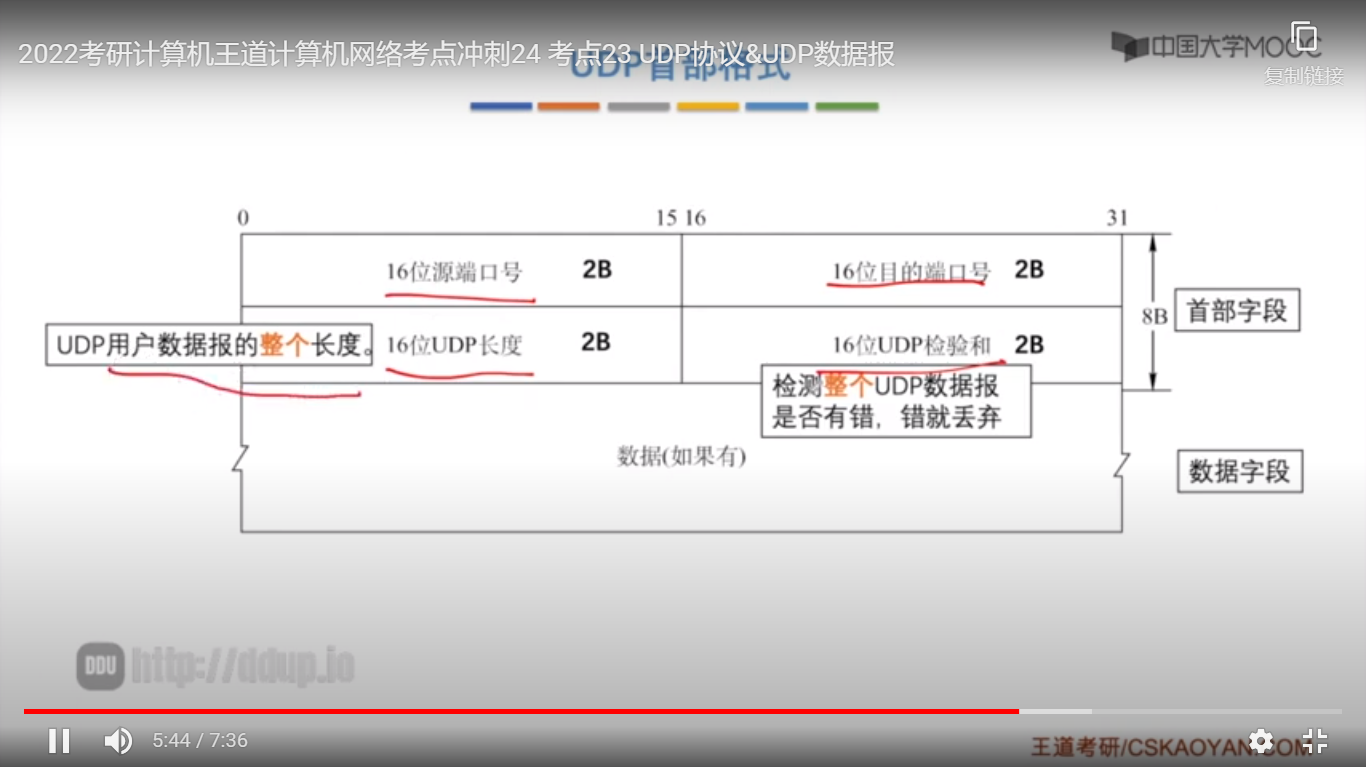 2022考研计算机王道计算机网络考点冲刺24 考点23 UDP协议&UDP数据报
UDP首部格式
中国大学MOOC
复制链接
0 15 16 31
16位源端口号 2B 16位目的端口号 2B
8B 首部字段
UDP用户数据报的整个长度。 16位UDP长度 2B 16位UDP检验和 2B
检测整个UDP数据报
是否有错，错就丢弃
数据(如果有)
数据字段
DDU http://ddup.io
5:44 / 7:36
王道考研/CSKAOYAN.COM